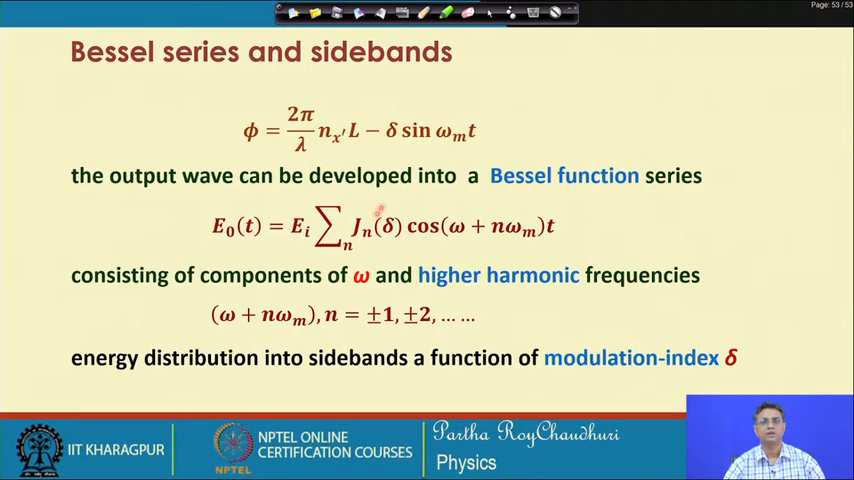 Page: 53 / 53
Bessel series and sidebands
ϕ = 2π/λ n_x′ L − δ sin ω_m t
the output wave can be developed into a Bessel function series
E_0(t) = E_i ∑_n J_n(δ) cos(ω + nω_m)t
consisting of components of ω and higher harmonic frequencies
(ω + nω_m), n = ±1, ±2, … …
energy distribution into sidebands a function of modulation-index δ
IIT KHARAGPUR
NPTEL
NPTEL ONLINE
CERTIFICATION COURSES
Partha RoyChaudhuri
Physics